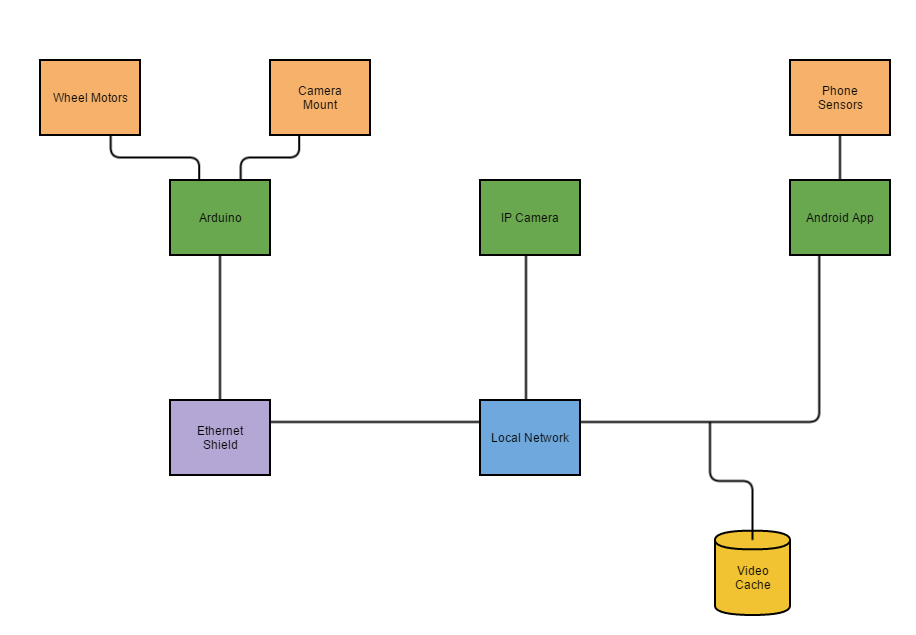 Wheel Motors
Camera
Mount
Phone
Sensors
Arduino
IP Camera
Android App
Ethernet
Shield
Local Network
Video
Cache